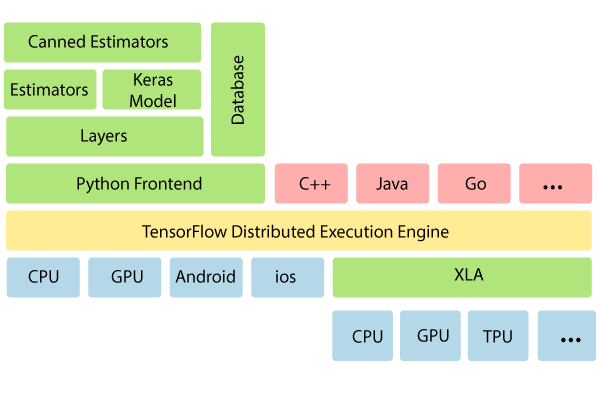 Canned Estimators
Database
Estimators
Keras
Model
Layers
Python Frontend
C++
Java
Go
...
TensorFlow Distributed Execution Engine
CPU
GPU
Android
ios
XLA
CPU
GPU
TPU
...